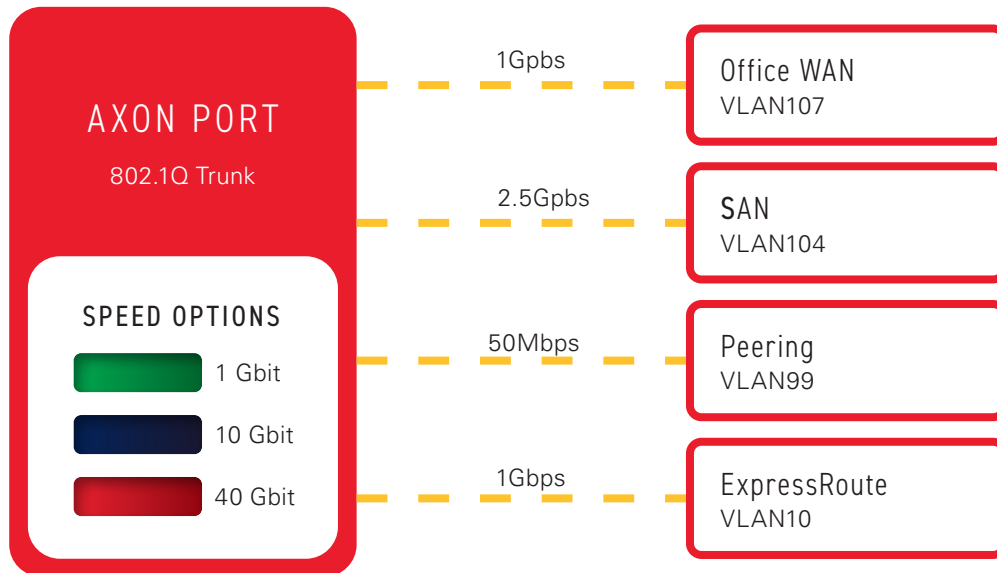 AXON PORT
802.1Q Trunk
SPEED OPTIONS
1 Gbit
10 Gbit
40 Gbit
1Gpbs
Office WAN
VLAN107
2.5Gpbs
SAN
VLAN104
50Mbps
Peering
VLAN99
1Gbps
ExpressRoute
VLAN10